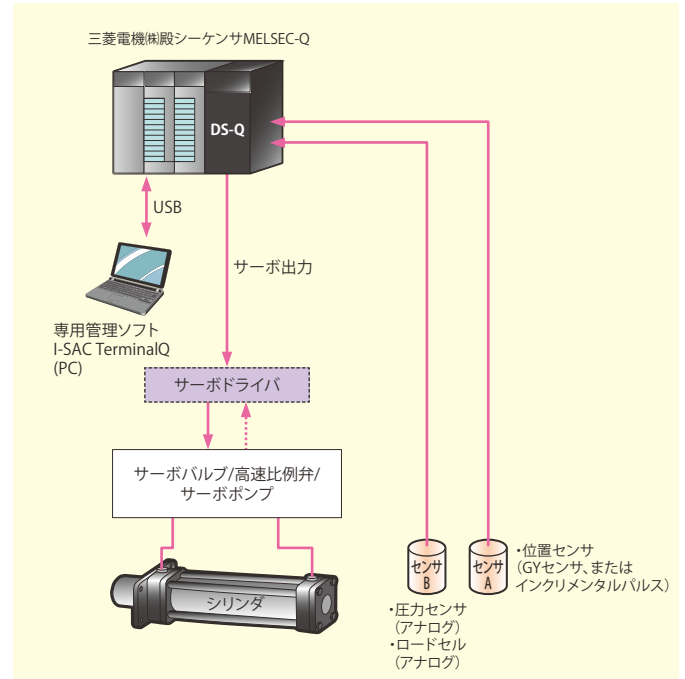 三菱電機㈱殿シーケンサMELSEC-Q
DS-Q
USB
サーボ出力
専用管理ソフト
I-SAC TerminalQ
(PC)
サーボドライバ
サーボバルブ/高速比例弁/
サーボポンプ
シリンダ
センサ
B
センサ
A
・位置センサ
(GYセンサ、または
インクリメンタルパルス)
・圧力センサ
(アナログ)
・ロードセル
(アナログ)